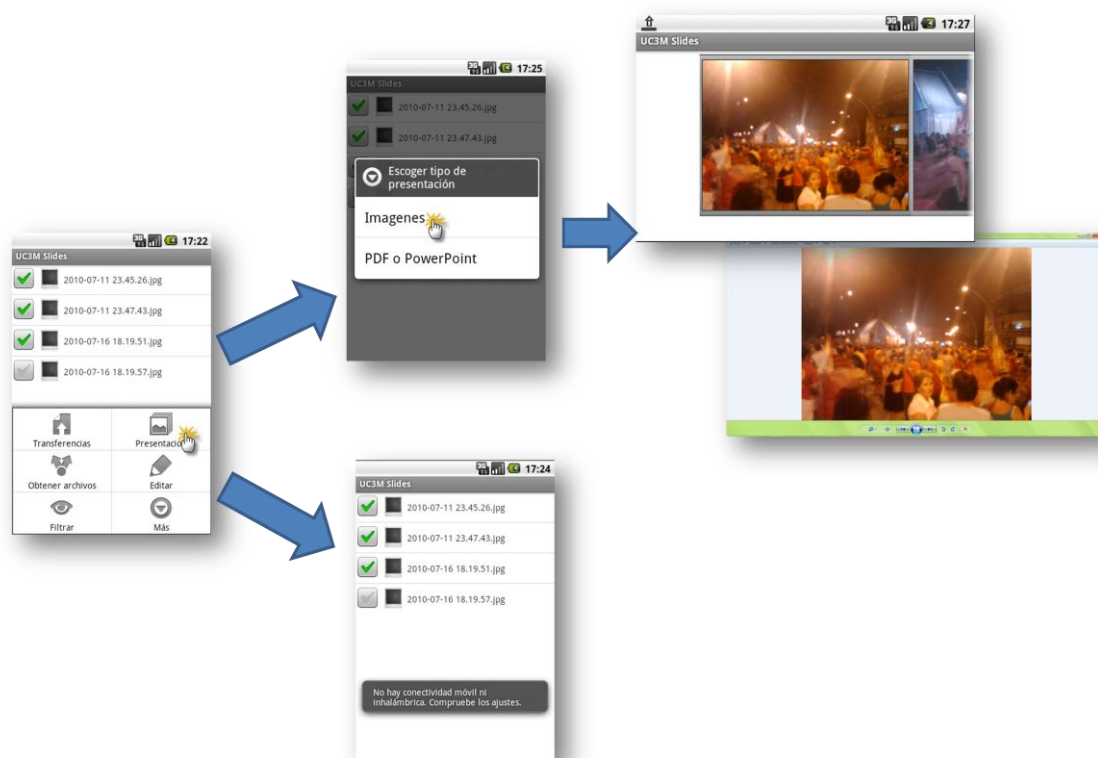 17:22
UC3M Slides
2010-07-11 23.45.26.jpg
2010-07-11 23.47.43.jpg
2010-07-16 18.19.51.jpg
2010-07-16 18.19.57.jpg
Transferencias
Presentació
Obtener archivos
Editar
Filtrar
Más
3G
17:25
UC3M Slides
2010-07-11 23.45.26.jpg
2010-07-11 23.47.43.jpg
Escoger tipo de
presentación
Imagenes
PDF o PowerPoint
3G
17:27
UC3M Slides
3G
17:24
UC3M Slides
2010-07-11 23.45.26.jpg
2010-07-11 23.47.43.jpg
2010-07-16 18.19.51.jpg
2010-07-16 18.19.57.jpg
No hay conectividad móvil ni
inhalámbrica. Compruebe los ajustes.